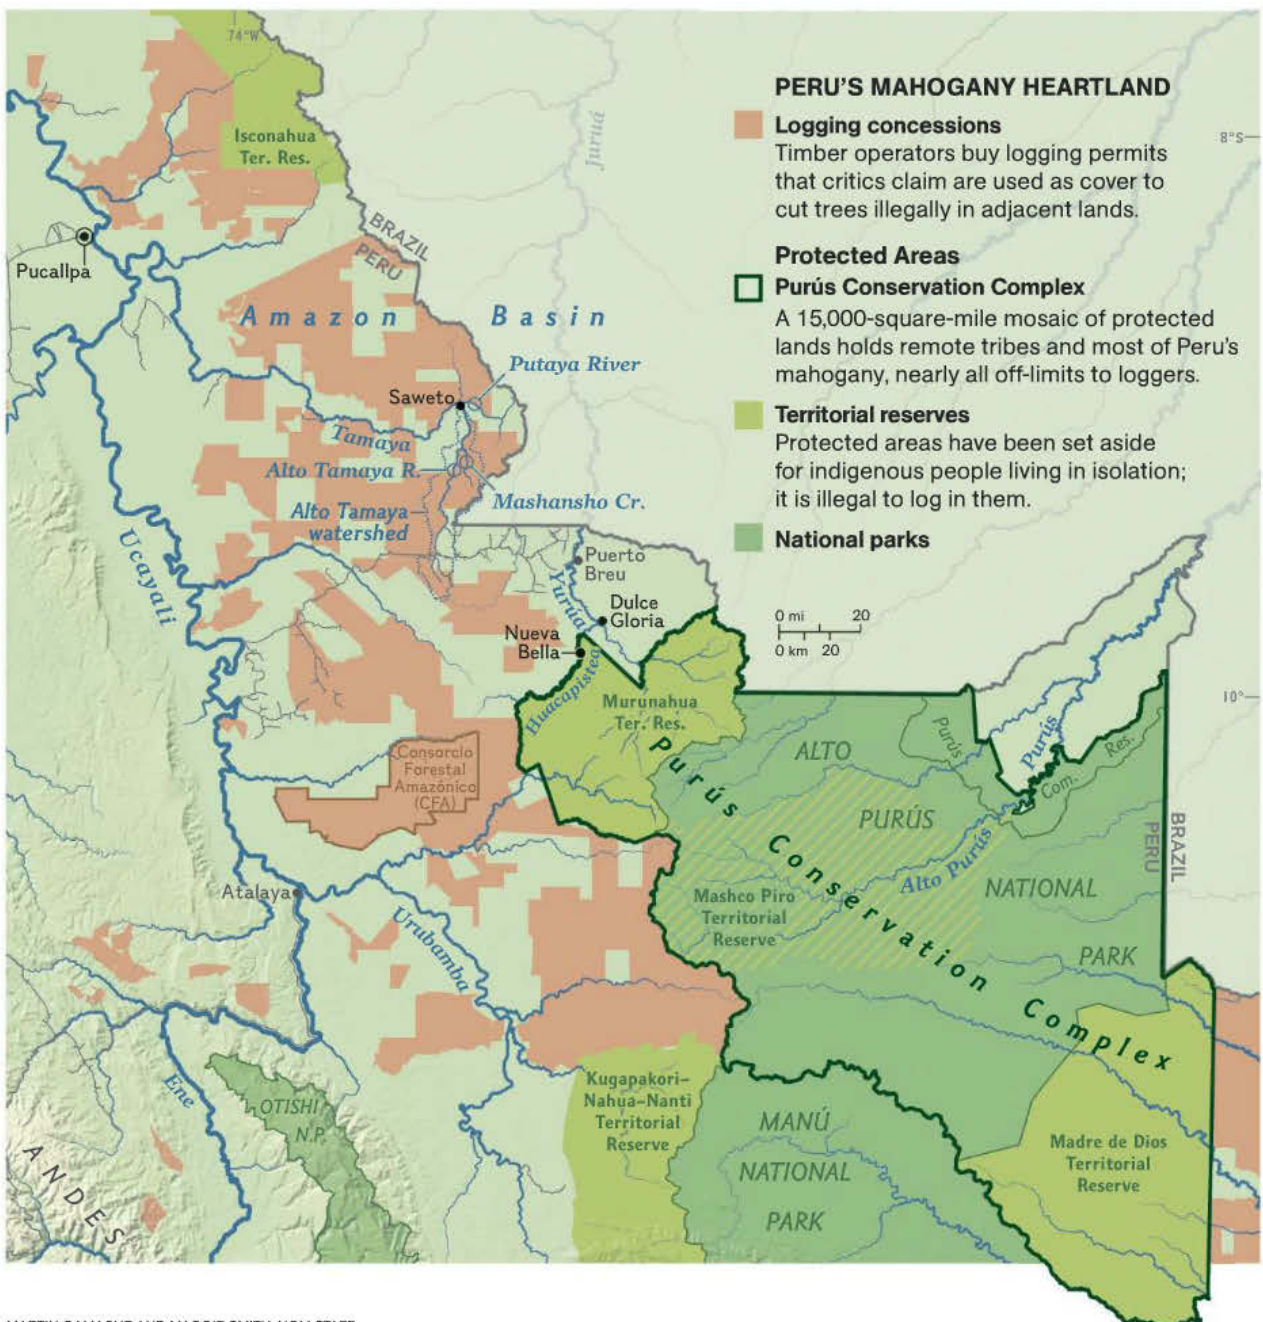 PERU'S MAHOGANY HEARTLAND
Logging concessions
Timber operators buy logging permits
that critics claim are used as cover to
cut trees illegally in adjacent lands.
Protected Areas
Purús Conservation Complex
A 15,000-square-mile mosaic of protected
lands holds remote tribes and most of Peru's
mahogany, nearly all off-limits to loggers.
Territorial reserves
Protected areas have been set aside
for indigenous people living in isolation;
it is illegal to log in them.
National parks
0 mi 20
0 km 20
74°W
8°S
10°
Isconahua
Ter. Res.
Juruá
BRAZIL
PERU
Pucallpa
Amazon Basin
Putaya River
Saweto
Tamaya
Alto Tamaya R.
Mashansho Cr.
Alto Tamaya
watershed
Ucayali
Puerto
Breu
Yurúa
Dulce
Gloria
Nueva
Bella
Huacapistea
Murunahua
Ter. Res.
Consorcio
Forestal
Amazónico
(CFA)
Purús Conservation Complex
ALTO
PURÚS
NATIONAL
PARK
Purús
Com. Res.
Purús
Alto Purús
BRAZIL
PERU
Mashco Piro
Territorial
Reserve
Atalaya
Urubamba
Ene
OTISHI
N.P.
ANDES
Kugapakori-
Nahua-Nanti
Territorial
Reserve
MANÚ
NATIONAL
PARK
Madre de Dios
Territorial
Reserve